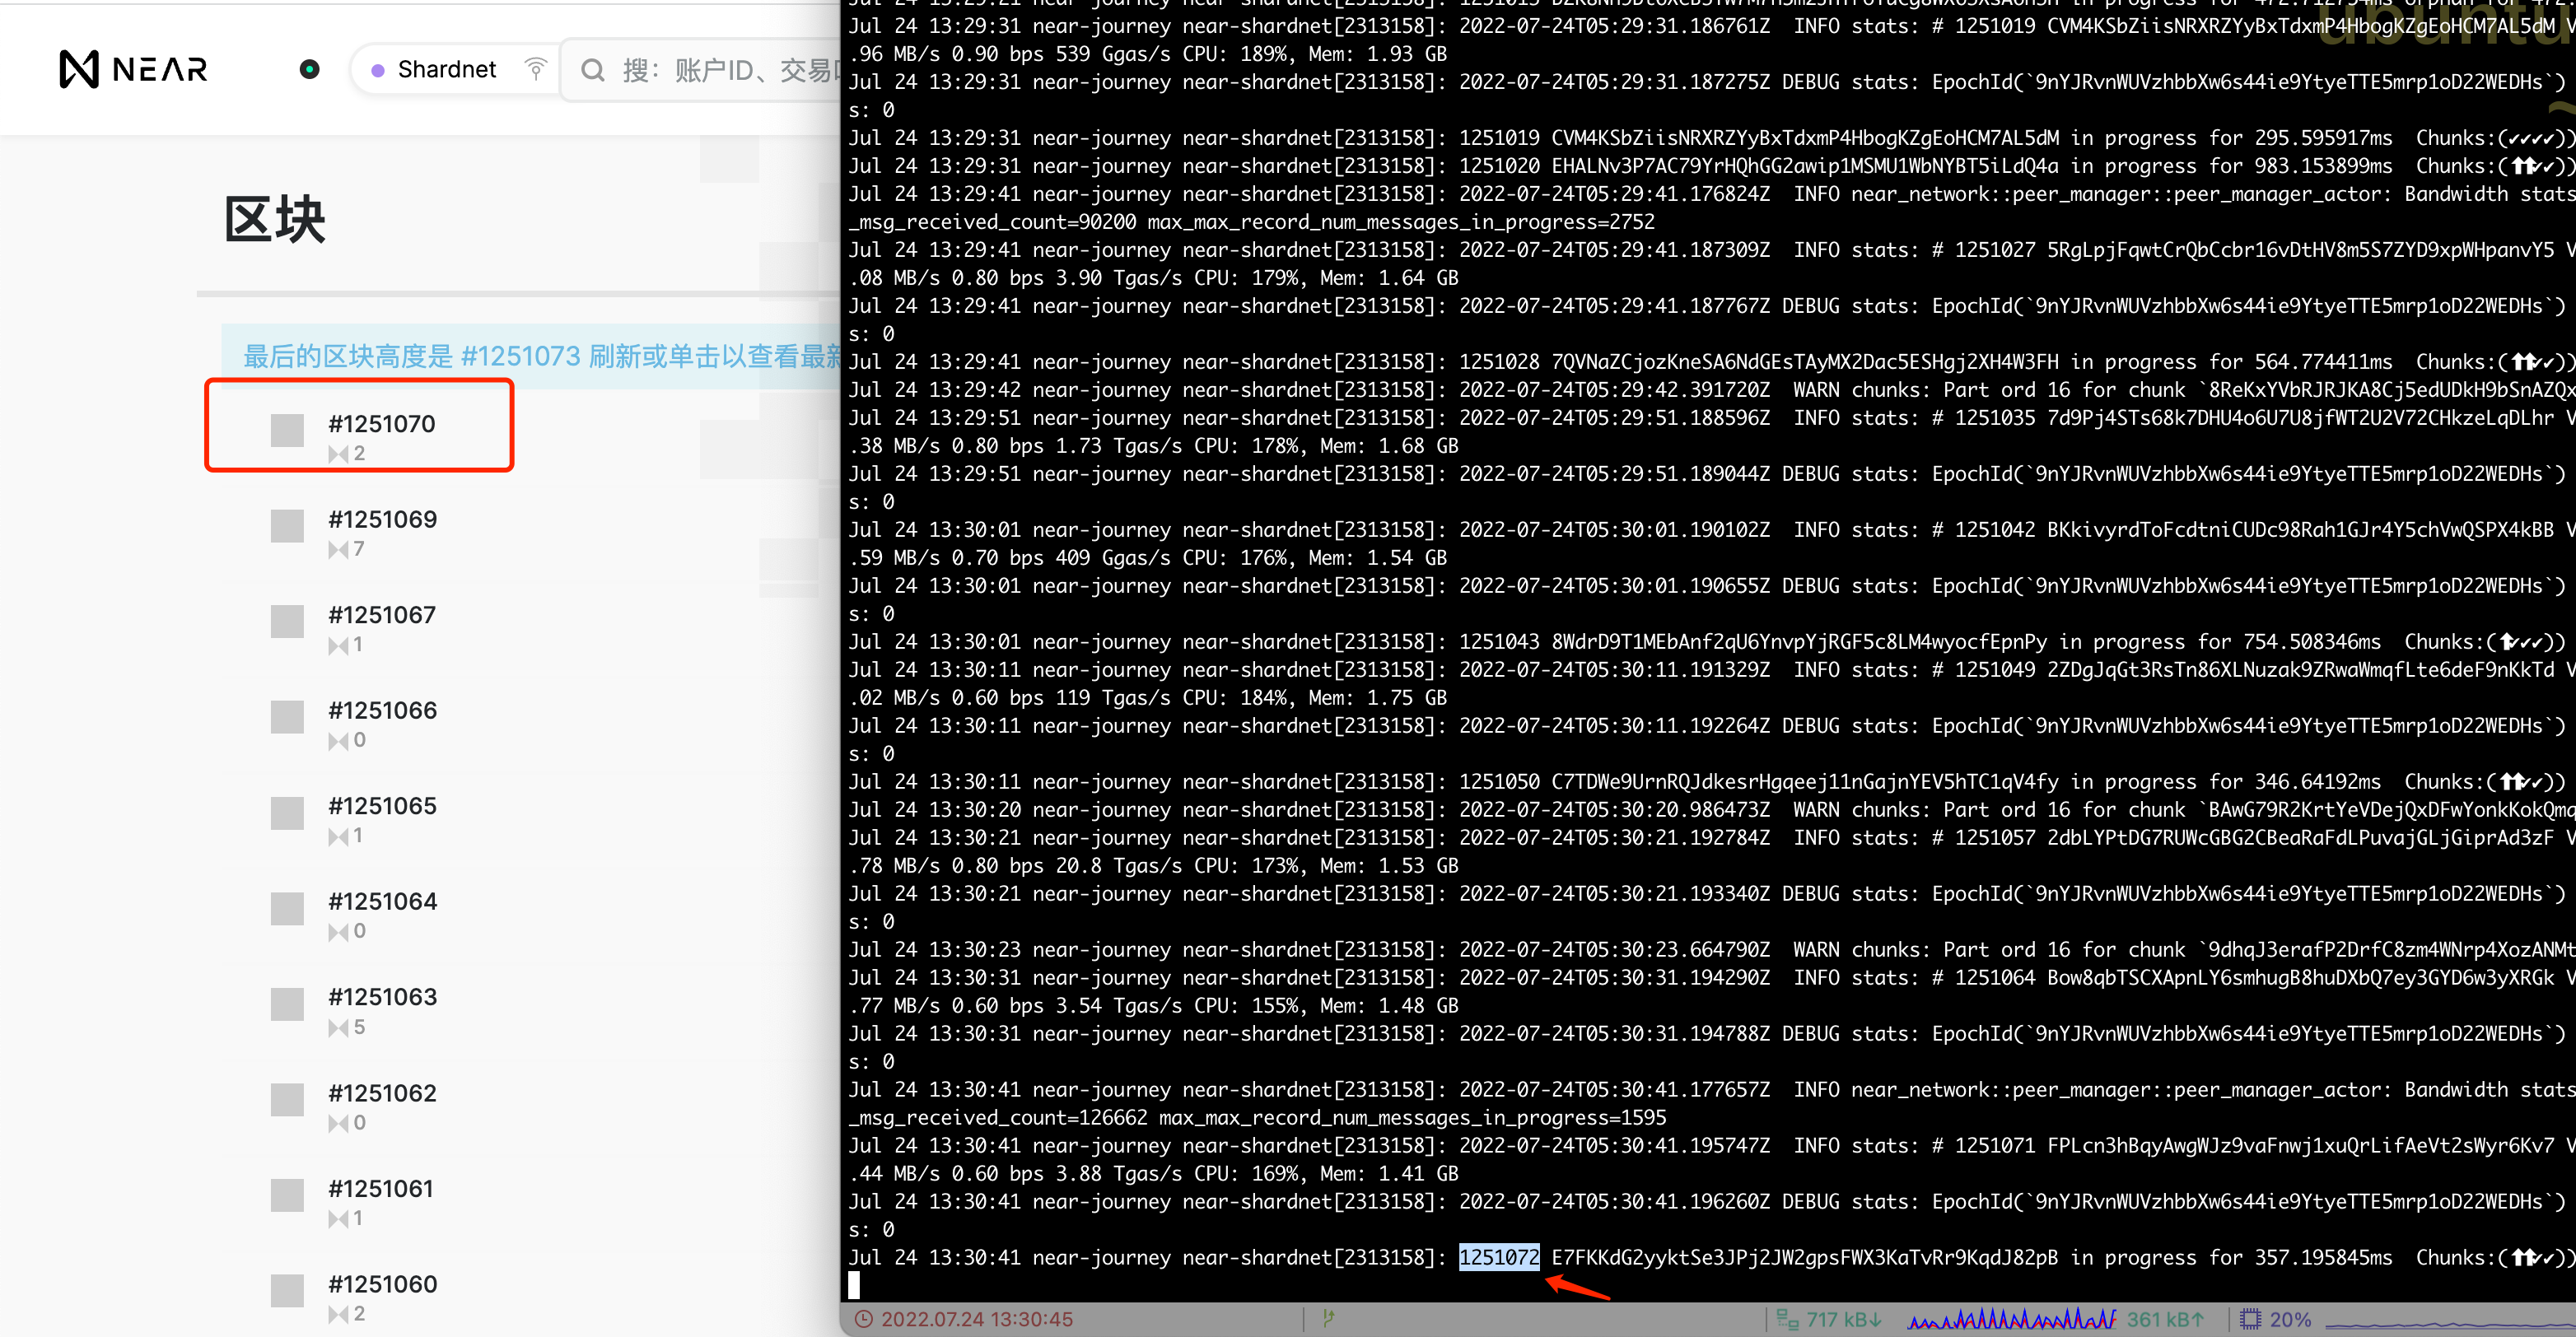 NEAR
Shardnet
搜：账户ID、交易
区块
最后的区块高度是 #1251073 刷新或单击以查看最新
#1251070
2
#1251069
7
#1251067
1
#1251066
0
#1251065
1
#1251064
0
#1251063
5
#1251062
0
#1251061
1
#1251060
2
ubuntu
Jul 24 13:29:31 near-journey near-shardnet[2313158]: 2022-07-24T05:29:31.186761Z  INFO stats: # 1251019 CVM4KSbZiisNRXRZYyBxTdxmP4HbogKZgEoHCM7AL5dM V
.96 MB/s 0.90 bps 539 Ggas/s CPU: 189%, Mem: 1.93 GB
Jul 24 13:29:31 near-journey near-shardnet[2313158]: 2022-07-24T05:29:31.187275Z DEBUG stats: EpochId(`9nYJRvnWUVzhbbXw6s44ie9YtyeTTE5mrp1oD22WEDHs`)
s: 0
Jul 24 13:29:31 near-journey near-shardnet[2313158]: 1251019 CVM4KSbZiisNRXRZYyBxTdxmP4HbogKZgEoHCM7AL5dM in progress for 295.595917ms  Chunks:(✔✔✔✔))
Jul 24 13:29:31 near-journey near-shardnet[2313158]: 1251020 EHALNv3P7AC79YrHQhGG2awip1MSMU1WbNYBT5iLdQ4a in progress for 983.153899ms  Chunks:(⬆⬆✔✔))
Jul 24 13:29:41 near-journey near-shardnet[2313158]: 2022-07-24T05:29:41.176824Z  INFO near_network::peer_manager::peer_manager_actor: Bandwidth stats
_msg_received_count=90200 max_max_record_num_messages_in_progress=2752
Jul 24 13:29:41 near-journey near-shardnet[2313158]: 2022-07-24T05:29:41.187309Z  INFO stats: # 1251027 5RgLpjFqwtCrQbCcbr16vDtHV8m5S7ZYD9xpWHpanvY5 V
.08 MB/s 0.80 bps 3.90 Tgas/s CPU: 179%, Mem: 1.64 GB
Jul 24 13:29:41 near-journey near-shardnet[2313158]: 2022-07-24T05:29:41.187767Z DEBUG stats: EpochId(`9nYJRvnWUVzhbbXw6s44ie9YtyeTTE5mrp1oD22WEDHs`)
s: 0
Jul 24 13:29:41 near-journey near-shardnet[2313158]: 1251028 7QVNaZCjozKneSA6NdGEsTAyMX2Dac5ESHgj2XH4W3FH in progress for 564.774411ms  Chunks:(⬆⬆✔✔))
Jul 24 13:29:42 near-journey near-shardnet[2313158]: 2022-07-24T05:29:42.391720Z  WARN chunks: Part ord 16 for chunk `8ReKxYVbRJRJKA8Cj5edUDkH9bSnAZQx
Jul 24 13:29:51 near-journey near-shardnet[2313158]: 2022-07-24T05:29:51.188596Z  INFO stats: # 1251035 7d9Pj4STs68k7DHU4o6U7U8jfWT2U2V72CHkzeLqDLhr V
.38 MB/s 0.80 bps 1.73 Tgas/s CPU: 178%, Mem: 1.68 GB
Jul 24 13:29:51 near-journey near-shardnet[2313158]: 2022-07-24T05:29:51.189044Z DEBUG stats: EpochId(`9nYJRvnWUVzhbbXw6s44ie9YtyeTTE5mrp1oD22WEDHs`)
s: 0
Jul 24 13:30:01 near-journey near-shardnet[2313158]: 2022-07-24T05:30:01.190102Z  INFO stats: # 1251042 BKkivyrdToFcdtniCUDc98Rah1GJr4Y5chVwQSPX4kBB V
.59 MB/s 0.70 bps 409 Ggas/s CPU: 176%, Mem: 1.54 GB
Jul 24 13:30:01 near-journey near-shardnet[2313158]: 2022-07-24T05:30:01.190655Z DEBUG stats: EpochId(`9nYJRvnWUVzhbbXw6s44ie9YtyeTTE5mrp1oD22WEDHs`)
s: 0
Jul 24 13:30:01 near-journey near-shardnet[2313158]: 1251043 8WdrD9T1MEbAnf2qU6YnvpYjRGF5c8LM4wyocfEpnPy in progress for 754.508346ms  Chunks:(⬆✔✔✔))
Jul 24 13:30:11 near-journey near-shardnet[2313158]: 2022-07-24T05:30:11.191329Z  INFO stats: # 1251049 2ZDgJqGt3RsTn86XLNuzak9ZRwaWmqfLte6deF9nKkTd V
.02 MB/s 0.60 bps 119 Tgas/s CPU: 184%, Mem: 1.75 GB
Jul 24 13:30:11 near-journey near-shardnet[2313158]: 2022-07-24T05:30:11.192264Z DEBUG stats: EpochId(`9nYJRvnWUVzhbbXw6s44ie9YtyeTTE5mrp1oD22WEDHs`)
s: 0
Jul 24 13:30:11 near-journey near-shardnet[2313158]: 1251050 C7TDWe9UrnRQJdkesrHgqeej11nGajnYEV5hTC1qV4fy in progress for 346.64192ms  Chunks:(⬆⬆✔✔))
Jul 24 13:30:20 near-journey near-shardnet[2313158]: 2022-07-24T05:30:20.986473Z  WARN chunks: Part ord 16 for chunk `BAwG79R2KrtYeVDejQxDFwYonkKokQmq
Jul 24 13:30:21 near-journey near-shardnet[2313158]: 2022-07-24T05:30:21.192784Z  INFO stats: # 1251057 2dbLYPtDG7RUWcGBG2CBeaRaFdLPuvajGLjGiprAd3zF V
.78 MB/s 0.80 bps 20.8 Tgas/s CPU: 173%, Mem: 1.53 GB
Jul 24 13:30:21 near-journey near-shardnet[2313158]: 2022-07-24T05:30:21.193340Z DEBUG stats: EpochId(`9nYJRvnWUVzhbbXw6s44ie9YtyeTTE5mrp1oD22WEDHs`)
s: 0
Jul 24 13:30:23 near-journey near-shardnet[2313158]: 2022-07-24T05:30:23.664790Z  WARN chunks: Part ord 16 for chunk `9dhqJ3erafP2DrfC8zm4WNrp4XozANMt
Jul 24 13:30:31 near-journey near-shardnet[2313158]: 2022-07-24T05:30:31.194290Z  INFO stats: # 1251064 Bow8qbTSCXApnLY6smhugB8huDXbQ7ey3GYD6w3yXRGk V
.77 MB/s 0.60 bps 3.54 Tgas/s CPU: 155%, Mem: 1.48 GB
Jul 24 13:30:31 near-journey near-shardnet[2313158]: 2022-07-24T05:30:31.194788Z DEBUG stats: EpochId(`9nYJRvnWUVzhbbXw6s44ie9YtyeTTE5mrp1oD22WEDHs`)
s: 0
Jul 24 13:30:41 near-journey near-shardnet[2313158]: 2022-07-24T05:30:41.177657Z  INFO near_network::peer_manager::peer_manager_actor: Bandwidth stats
_msg_received_count=126662 max_max_record_num_messages_in_progress=1595
Jul 24 13:30:41 near-journey near-shardnet[2313158]: 2022-07-24T05:30:41.195747Z  INFO stats: # 1251071 FPLcn3hBqyAwgWJz9vaFnwj1xuQrLifAeVt2sWyr6Kv7 V
.44 MB/s 0.60 bps 3.88 Tgas/s CPU: 169%, Mem: 1.41 GB
Jul 24 13:30:41 near-journey near-shardnet[2313158]: 2022-07-24T05:30:41.196260Z DEBUG stats: EpochId(`9nYJRvnWUVzhbbXw6s44ie9YtyeTTE5mrp1oD22WEDHs`)
s: 0
Jul 24 13:30:41 near-journey near-shardnet[2313158]: 1251072 E7FKKdG2yyktSe3JPj2JW2gpsFWX3KaTvRr9KqdJ82pB in progress for 357.195845ms  Chunks:(⬆⬆✔✔))
2022.07.24 13:30:45
717 kB↓
361 kB↑
20%